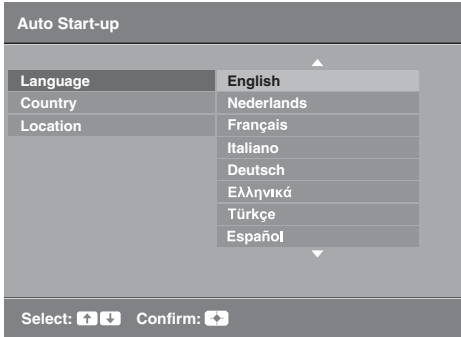 Auto Start-up
Language
Country
Location
English
Nederlands
Français
Italiano
Deutsch
Ελληνικά
Türkçe
Español
Select: Confirm: